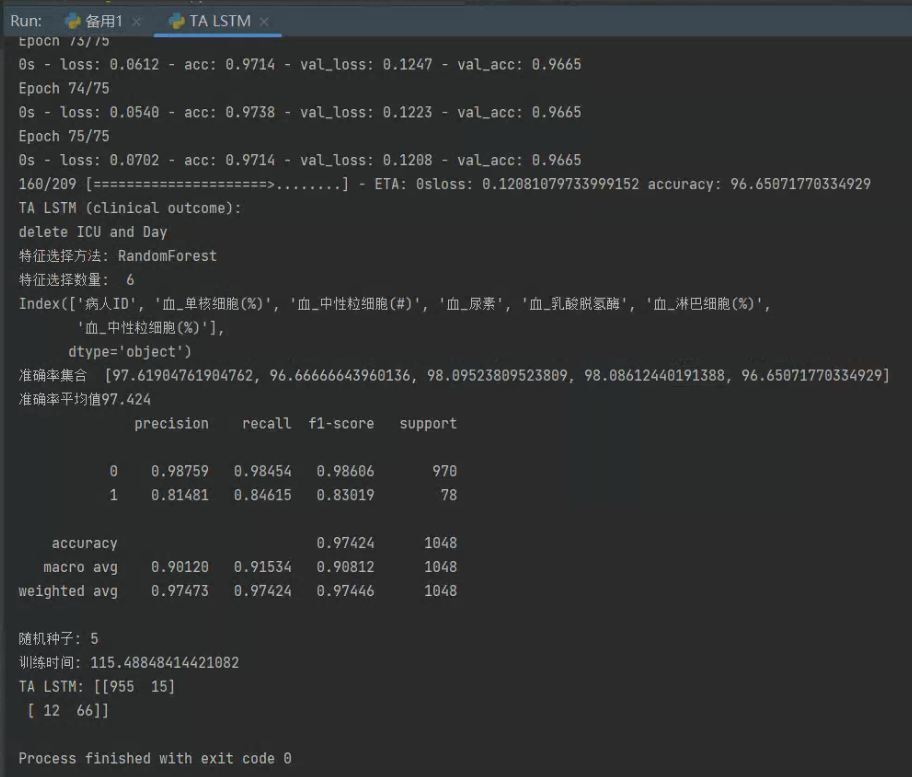 Run: 备用1 × TA LSTM ×
Epoch 73/75
0s - loss: 0.0612 - acc: 0.9714 - val_loss: 0.1247 - val_acc: 0.9665
Epoch 74/75
0s - loss: 0.0540 - acc: 0.9738 - val_loss: 0.1223 - val_acc: 0.9665
Epoch 75/75
0s - loss: 0.0702 - acc: 0.9714 - val_loss: 0.1208 - val_acc: 0.9665
160/209 [=====================>........] - ETA: 0sloss: 0.12081079733999152 accuracy: 96.65071770334929
TA LSTM (clinical outcome):
delete ICU and Day
特征选择方法: RandomForest
特征选择数量:  6
Index(['病人ID', '血_单核细胞(%)', '血_中性粒细胞(#)', '血_尿素', '血_乳酸脱氢酶', '血_淋巴细胞(%)',
       '血_中性粒细胞(%)'],
      dtype='object')
准确率集合  [97.61904761904762, 96.66666643960136, 98.09523809523809, 98.08612440191388, 96.65071770334929]
准确率平均值97.424
              precision    recall  f1-score   support
           0    0.98759   0.98454   0.98606       970
           1    0.81481   0.84615   0.83019        78
    accuracy                        0.97424      1048
   macro avg    0.90120   0.91534   0.90812      1048
weighted avg    0.97473   0.97424   0.97446      1048
随机种子: 5
训练时间: 115.48848414421082
TA LSTM: [[955  15]
 [ 12  66]]
Process finished with exit code 0